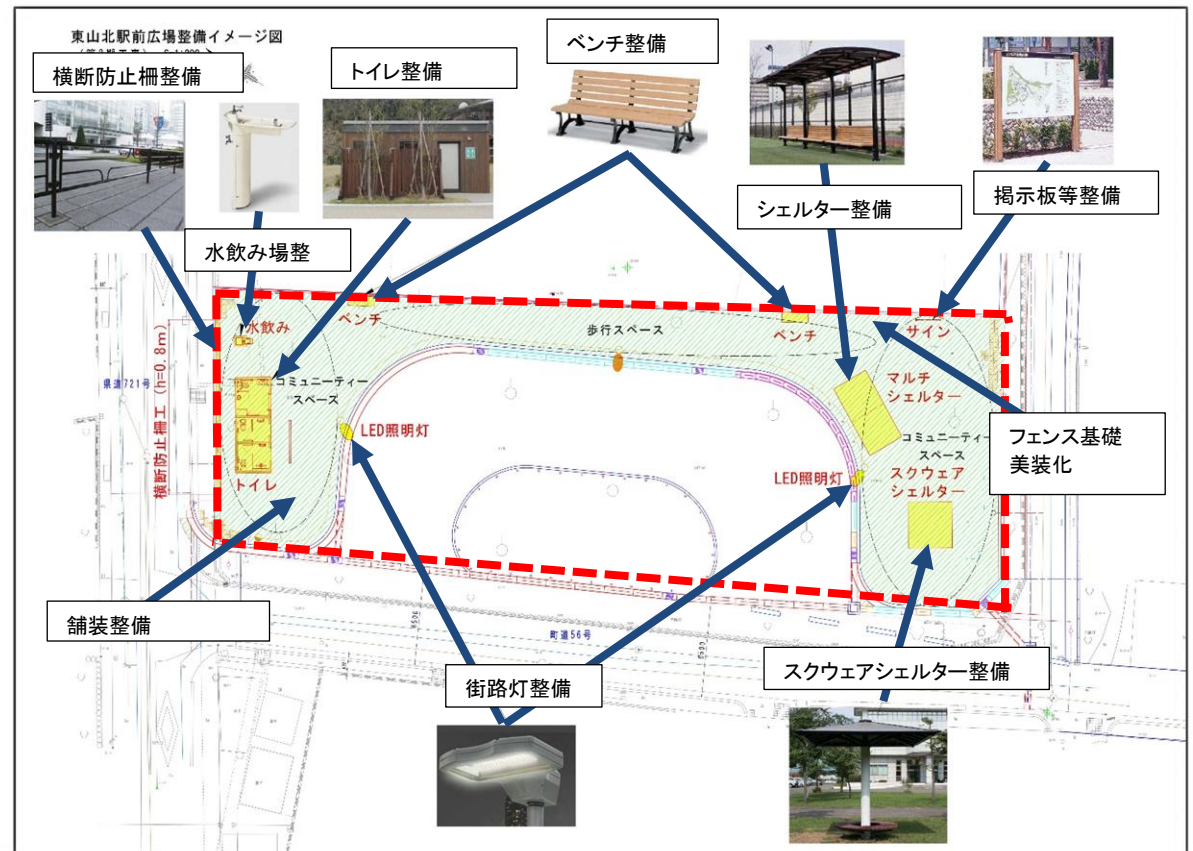 東山北駅前広場整備イメージ図
横断防止柵整備
トイレ整備
ベンチ整備
シェルター整備
掲示板等整備
水飲み場整
水飲み
ベンチ
歩行スペース
ベンチ
サイン
県道721号
横断防止柵工(h=0.8m)
コミュニティー
スペース
マルチ
シェルター
LED照明灯
コミュニティー
スペース
フェンス基礎
美装化
トイレ
LED照明灯
スクウェア
シェルター
舗装整備
町道56号
街路灯整備
スクウェアシェルター整備